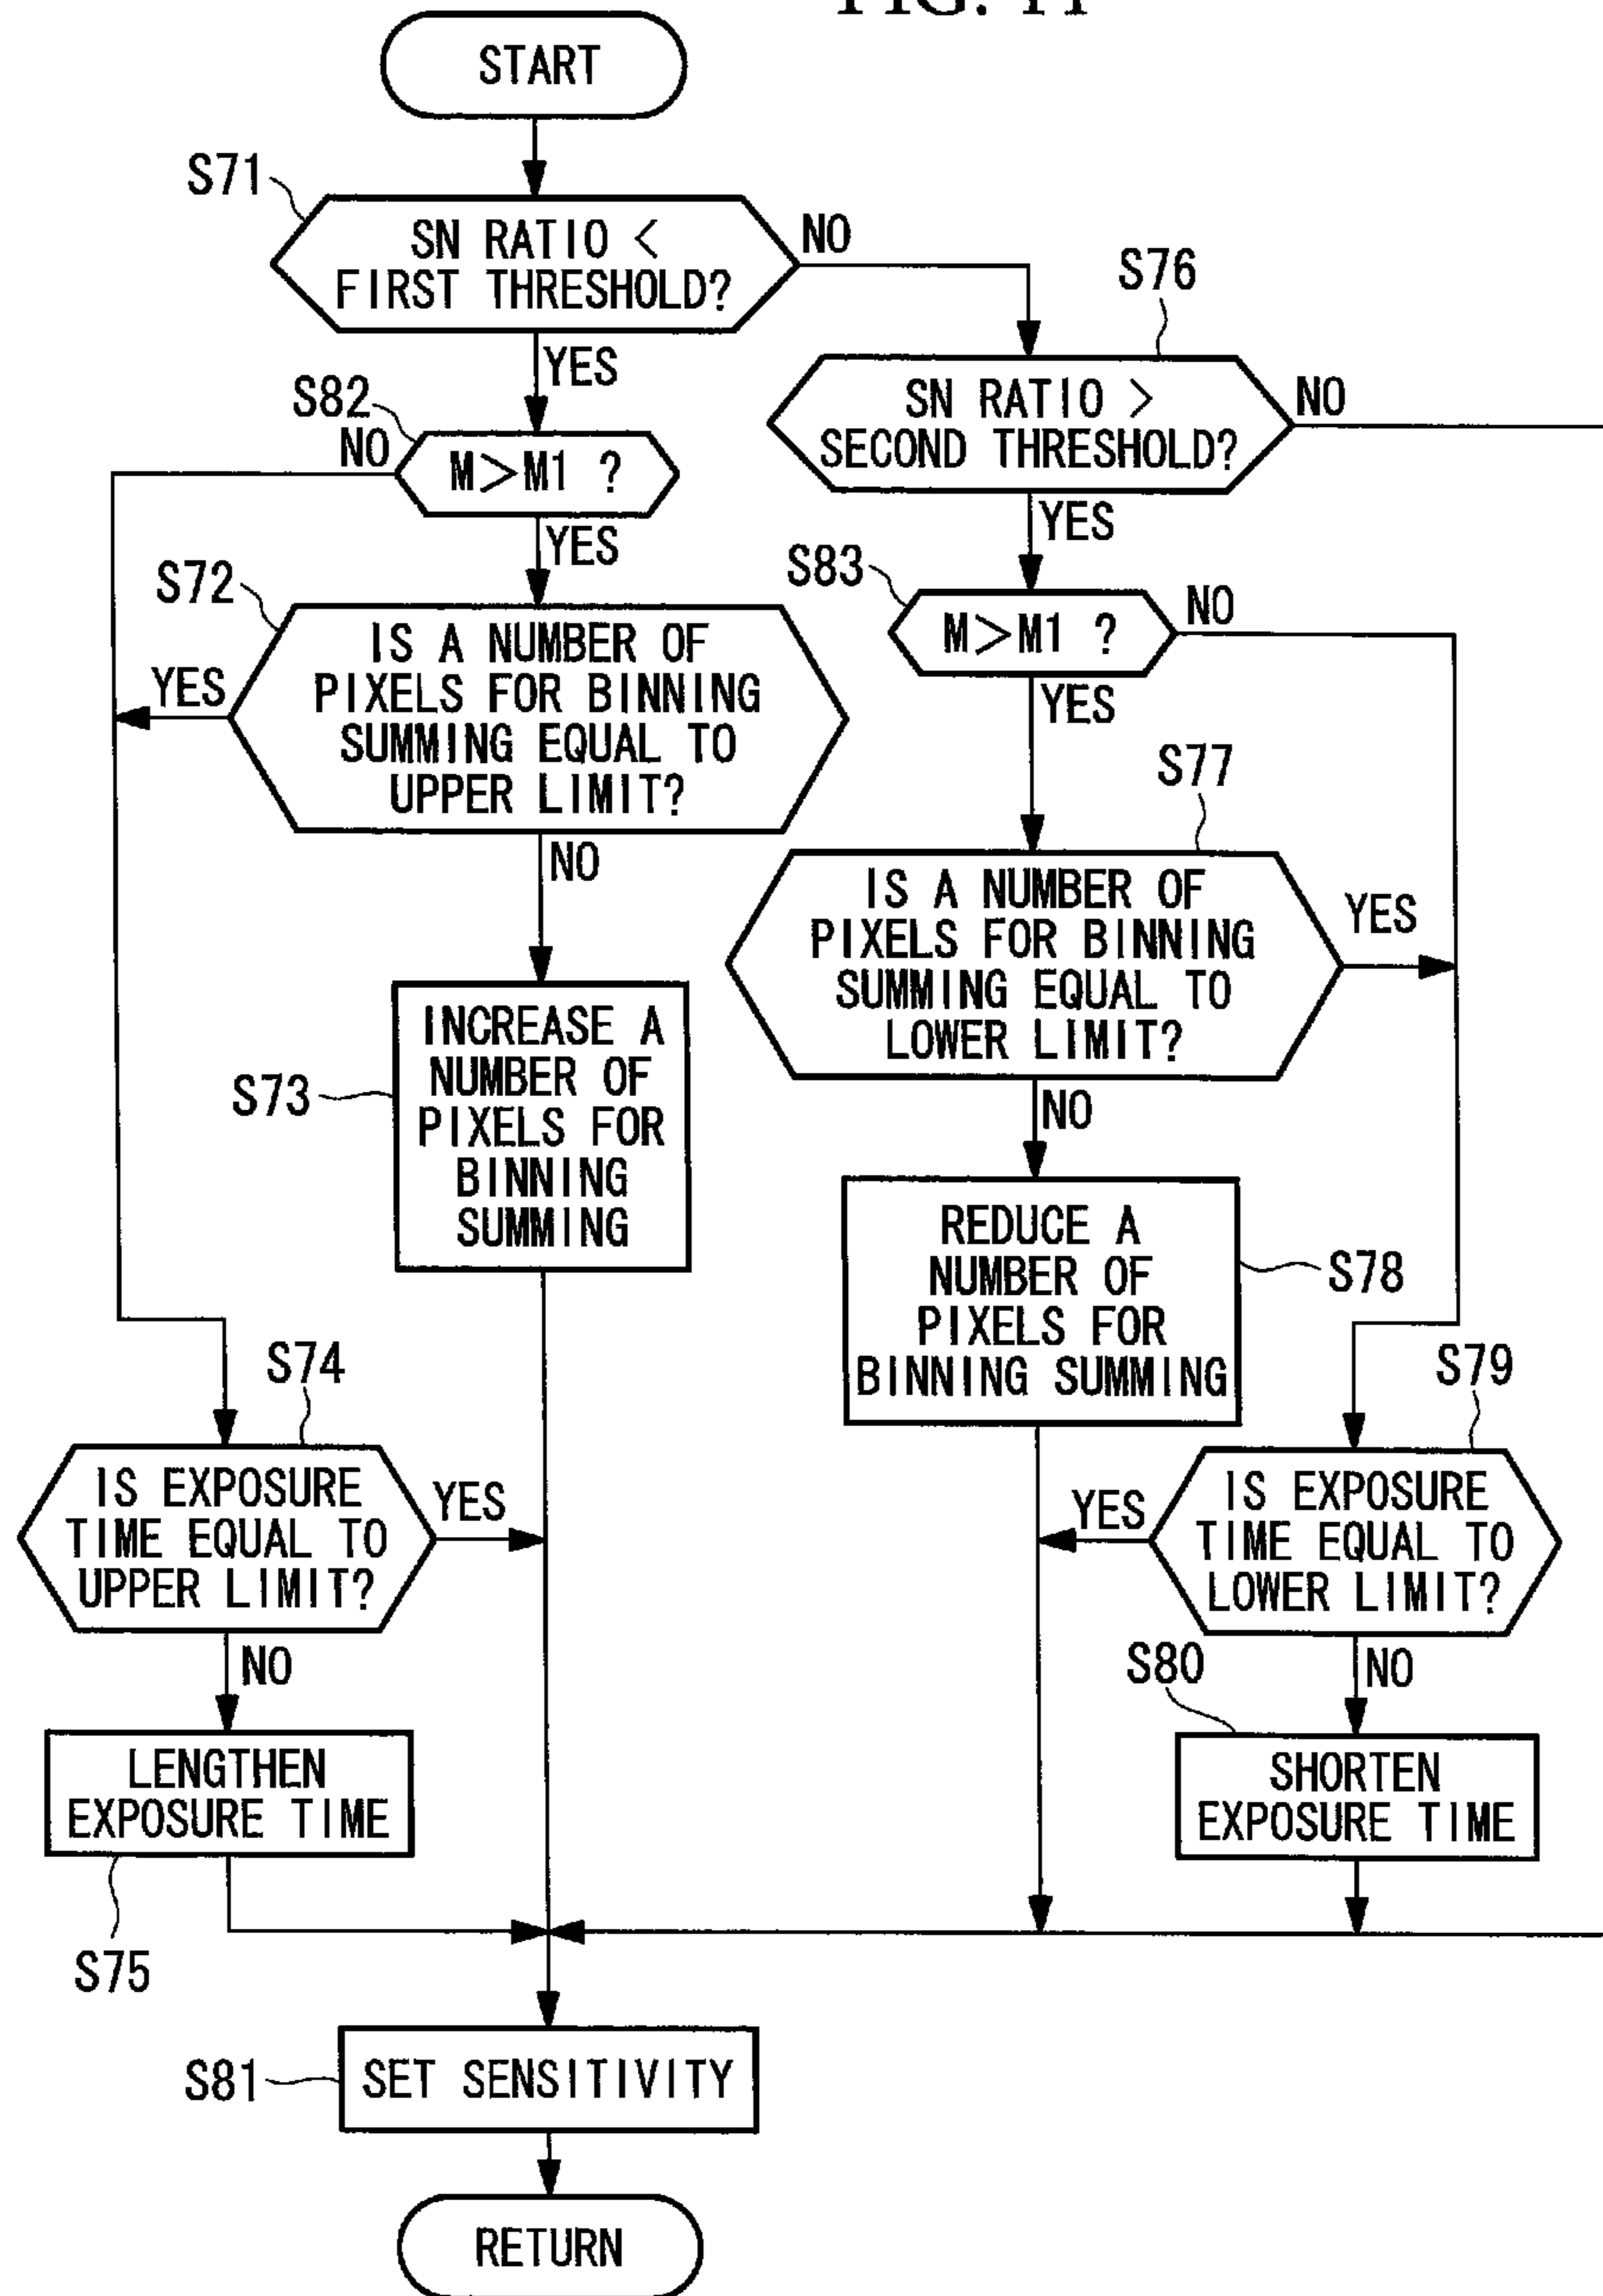 START
S71
SN RATIO <
FIRST THRESHOLD?
NO
YES
S76
SN RATIO >
SECOND THRESHOLD?
NO
YES
S82
NO
M>M1 ?
YES
S83
M>M1 ?
NO
YES
S72
IS A NUMBER OF
PIXELS FOR BINNING
SUMMING EQUAL TO
UPPER LIMIT?
YES
NO
S77
IS A NUMBER OF
PIXELS FOR BINNING
SUMMING EQUAL TO
LOWER LIMIT?
YES
NO
S73
INCREASE A
NUMBER OF
PIXELS FOR
BINNING
SUMMING
REDUCE A
NUMBER OF
PIXELS FOR
BINNING SUMMING
S78
S74
IS EXPOSURE
TIME EQUAL TO
UPPER LIMIT?
YES
NO
S79
IS EXPOSURE
TIME EQUAL TO
LOWER LIMIT?
YES
NO
LENGTHEN
EXPOSURE TIME
S75
S80
SHORTEN
EXPOSURE TIME
S81
SET SENSITIVITY
RETURN